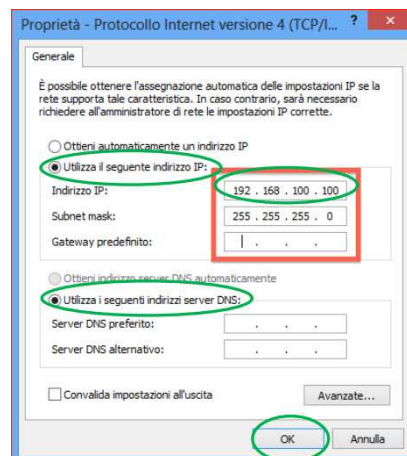 Proprietà - Protocollo Internet versione 4 (TCP/I... ? ×
Generale
È possibile ottenere l'assegnazione automatica delle impostazioni IP se la
rete supporta tale caratteristica. In caso contrario, sarà necessario
richiedere all'amministratore di rete le impostazioni IP corrette.
Ottieni automaticamente un indirizzo IP
Utilizza il seguente indirizzo IP:
Indirizzo IP: 192 . 168 . 100 . 100
Subnet mask: 255 . 255 . 255 . 0
Gateway predefinito: . . .
Ottieni indirizzo server DNS automaticamente
Utilizza i seguenti indirizzi server DNS:
Server DNS preferito: . . .
Server DNS alternativo: . . .
Convalida impostazioni all'uscita
Avanzate...
OK Annulla